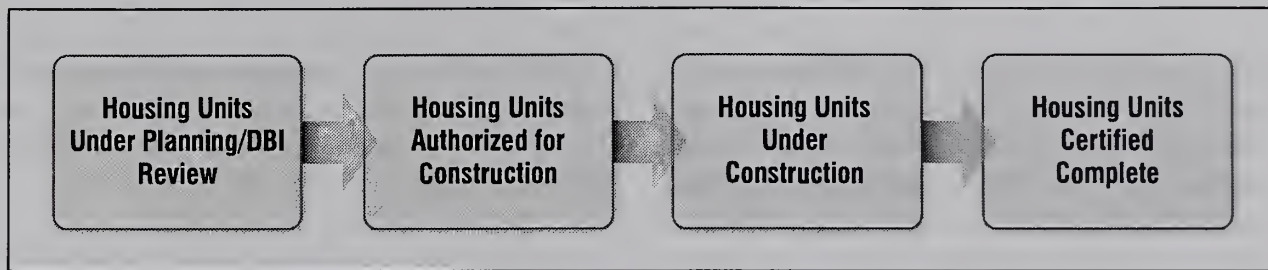 Housing Units
Under Planning/DBI
Review
Housing Units
Authorized for
Construction
Housing Units
Under
Construction
Housing Units
Certified
Complete